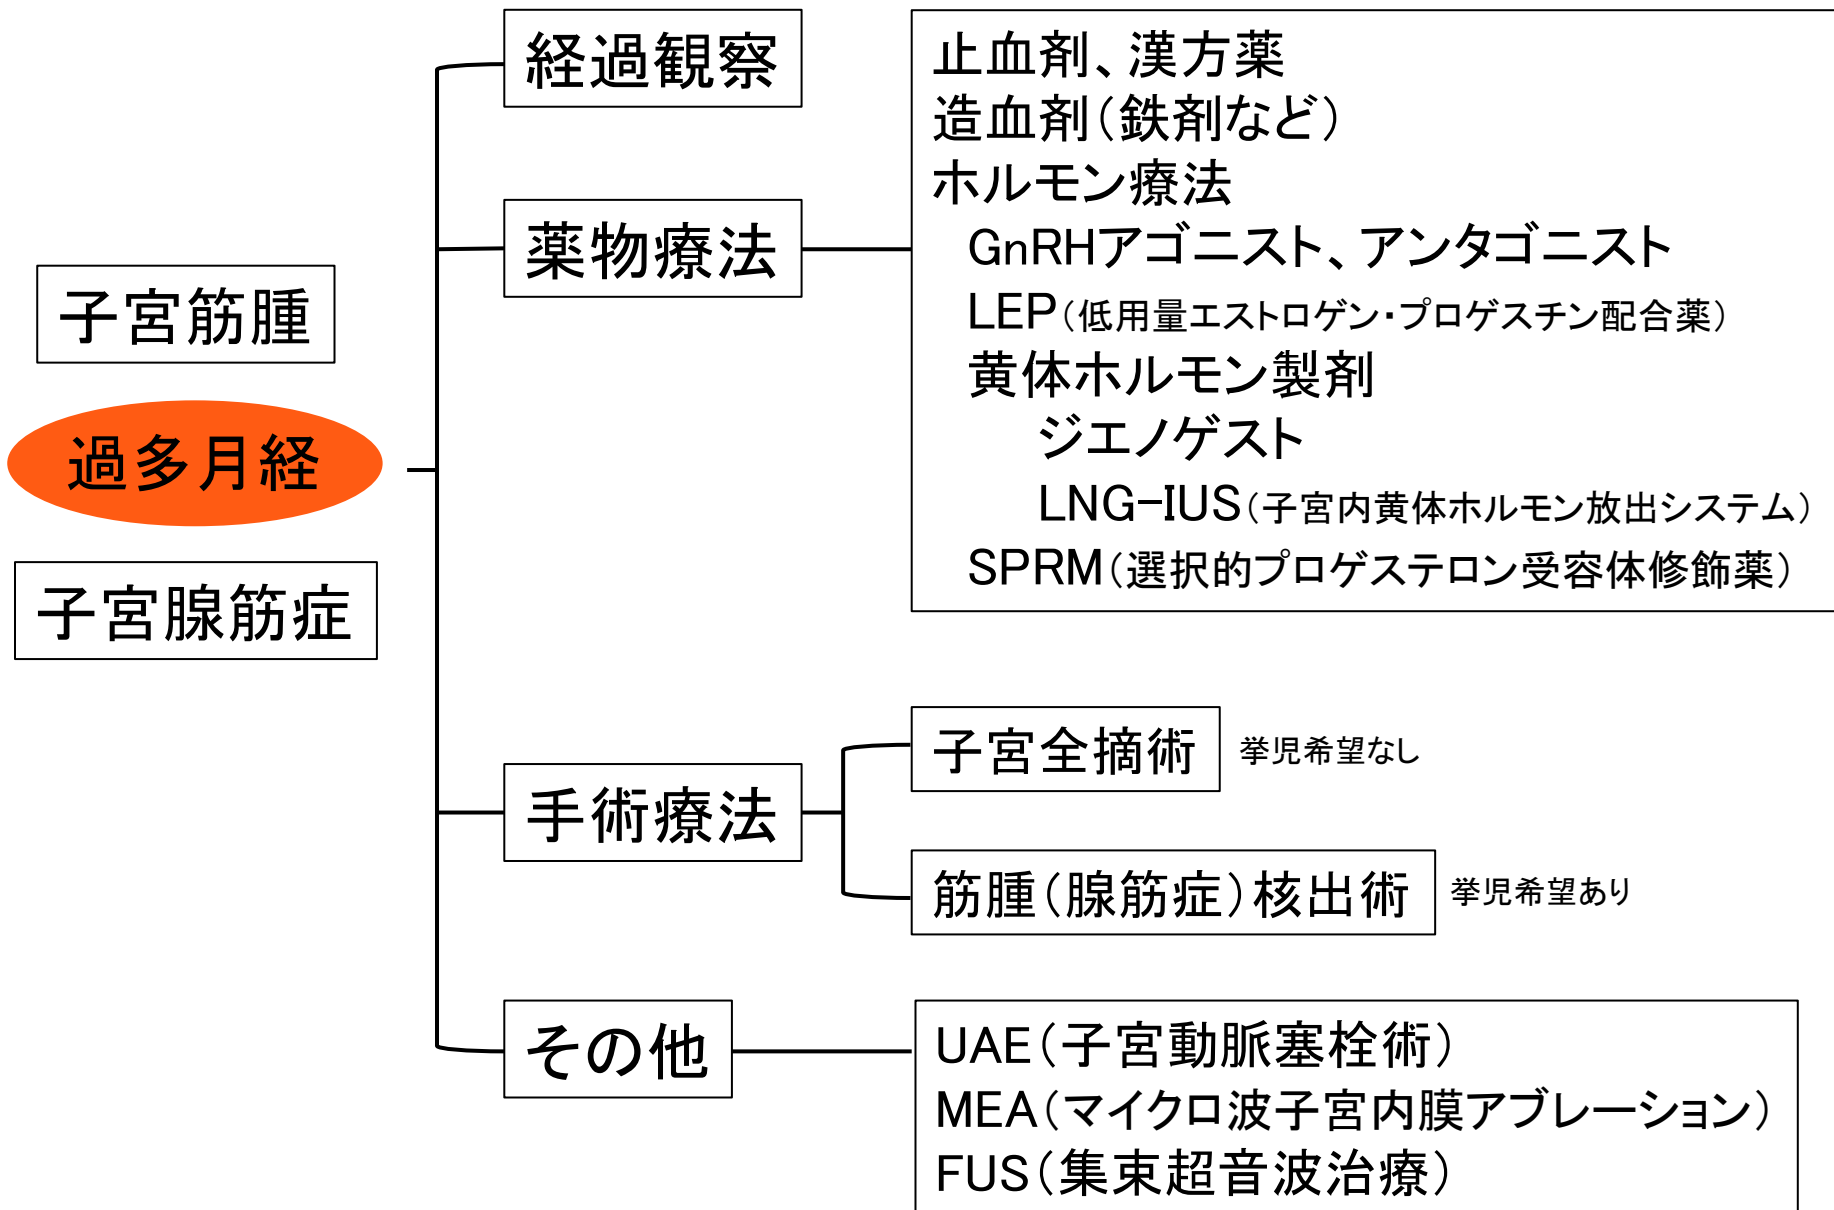 子宮筋腫
過多月経
子宮腺筋症
経過観察
薬物療法
止血剤、漢方薬
造血剤（鉄剤など）
ホルモン療法
GnRHアゴニスト、アンタゴニスト
LEP（低用量エストロゲン・プロゲスチン配合薬）
黄体ホルモン製剤
ジエノゲスト
LNG-IUS（子宮内黄体ホルモン放出システム）
SPRM（選択的プロゲステロン受容体修飾薬）
手術療法
子宮全摘術 挙児希望なし
筋腫（腺筋症）核出術 挙児希望あり
その他
UAE（子宮動脈塞栓術）
MEA（マイクロ波子宮内膜アブレーション）
FUS（集束超音波治療）